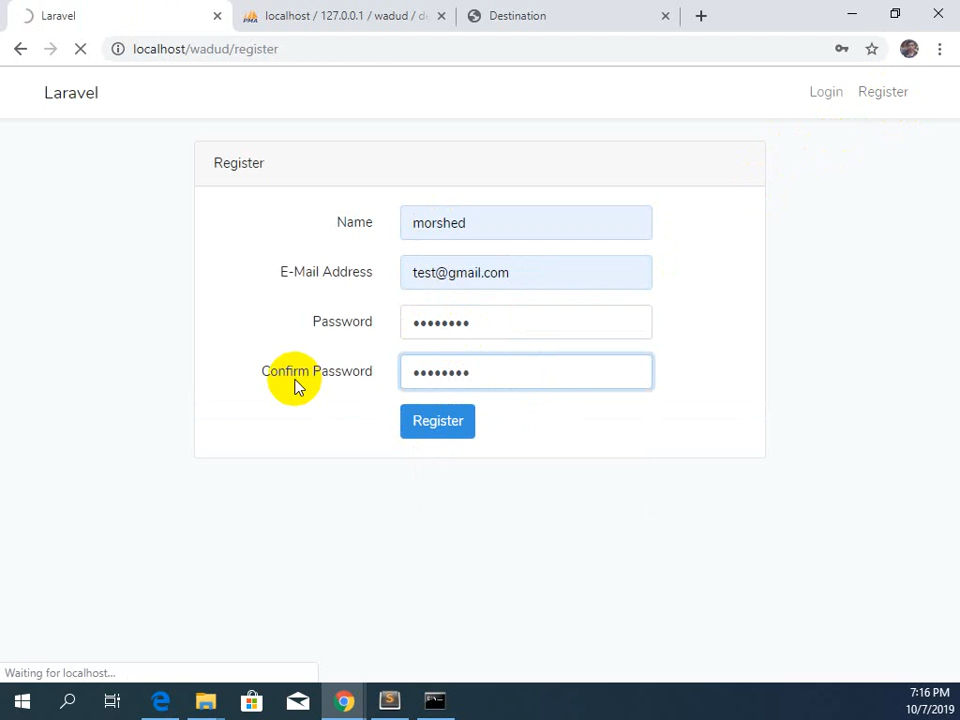 Laravel
localhost / 127.0.0.1 / wadud / de
Destination
localhost/wadud/register
Laravel
Login
Register
Register
Name
morshed
E-Mail Address
test@gmail.com
Password
••••••••
Confirm Password
••••••••
Register
Waiting for localhost...
7:16 PM
10/7/2019